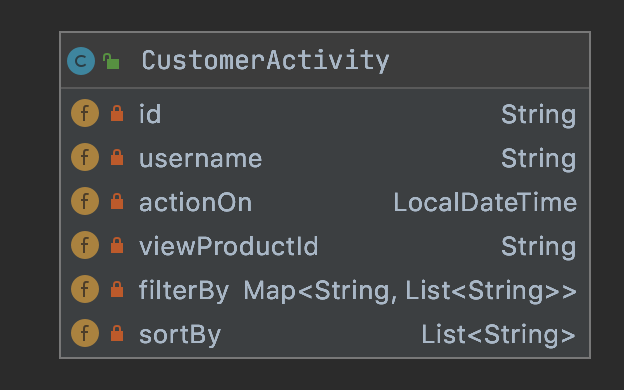 C CustomerActivity
f id String
f username String
f actionOn LocalDateTime
f viewProductId String
f filterBy Map<String, List<String>>
f sortBy List<String>